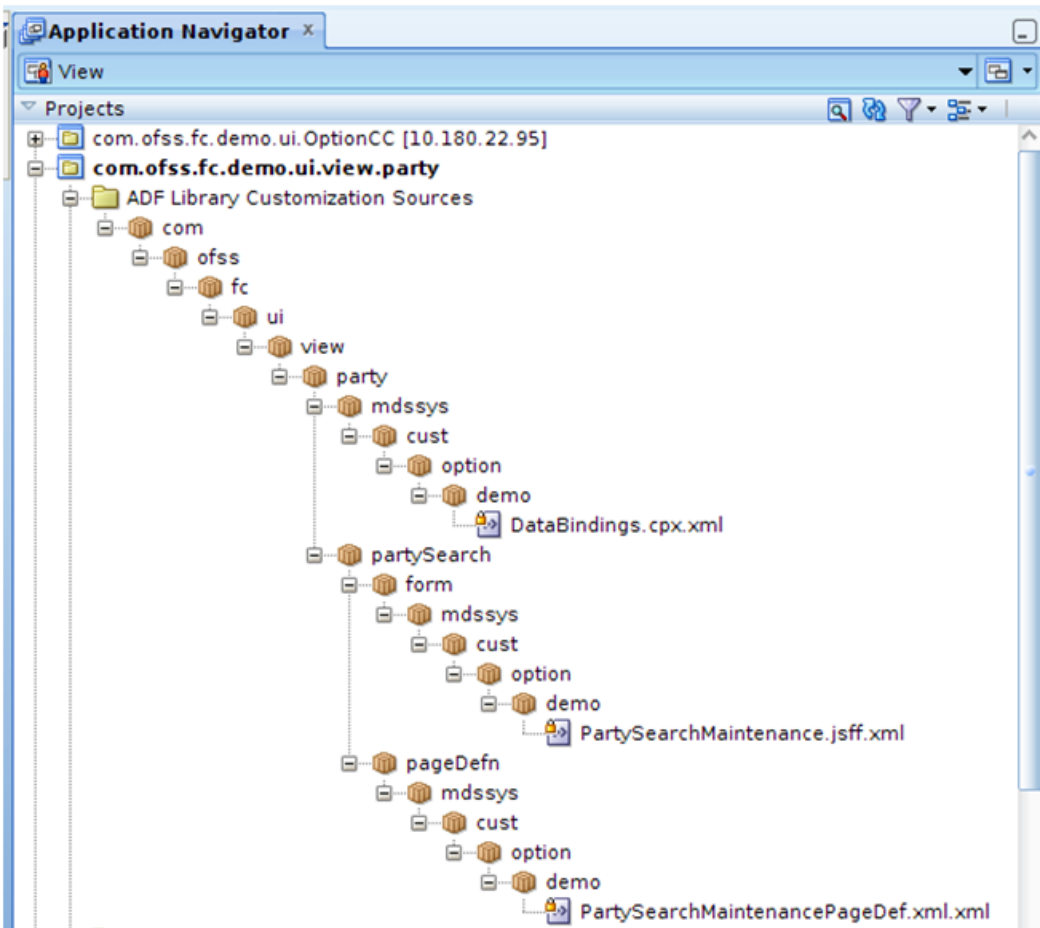 Application Navigator x
View
Projects
com.ofss.fc.demo.ui.OptionCC [10.180.22.95]
com.ofss.fc.demo.ui.view.party
ADF Library Customization Sources
com
ofss
fc
ui
view
party
mdssys
cust
option
demo
DataBindings.cpx.xml
partySearch
form
mdssys
cust
option
demo
PartySearchMaintenance.jsff.xml
pageDefn
mdssys
cust
option
demo
PartySearchMaintenancePageDef.xml.xml